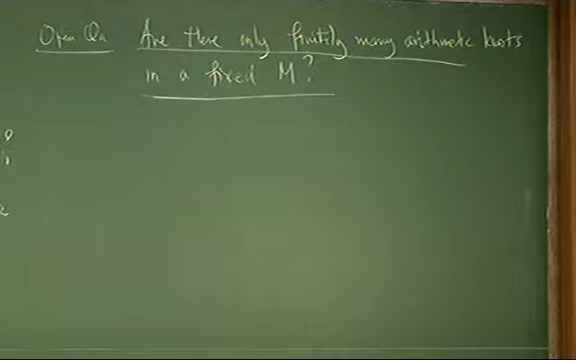 Open Qn Are there only finitely many arithmetic knots
in a fixed M?